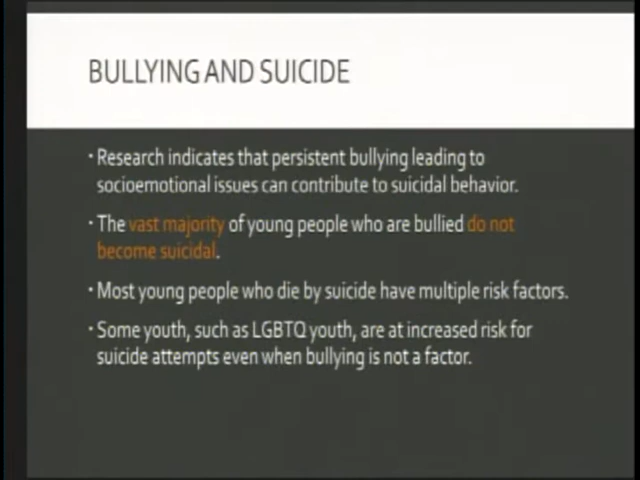 BULLYING AND SUICIDE
· Research indicates that persistent bullying leading to
socioemotional issues can contribute to suicidal behavior.
· The vast majority of young people who are bullied do not
become suicidal.
· Most young people who die by suicide have multiple risk factors.
· Some youth, such as LGBTQ youth, are at increased risk for
suicide attempts even when bullying is not a factor.